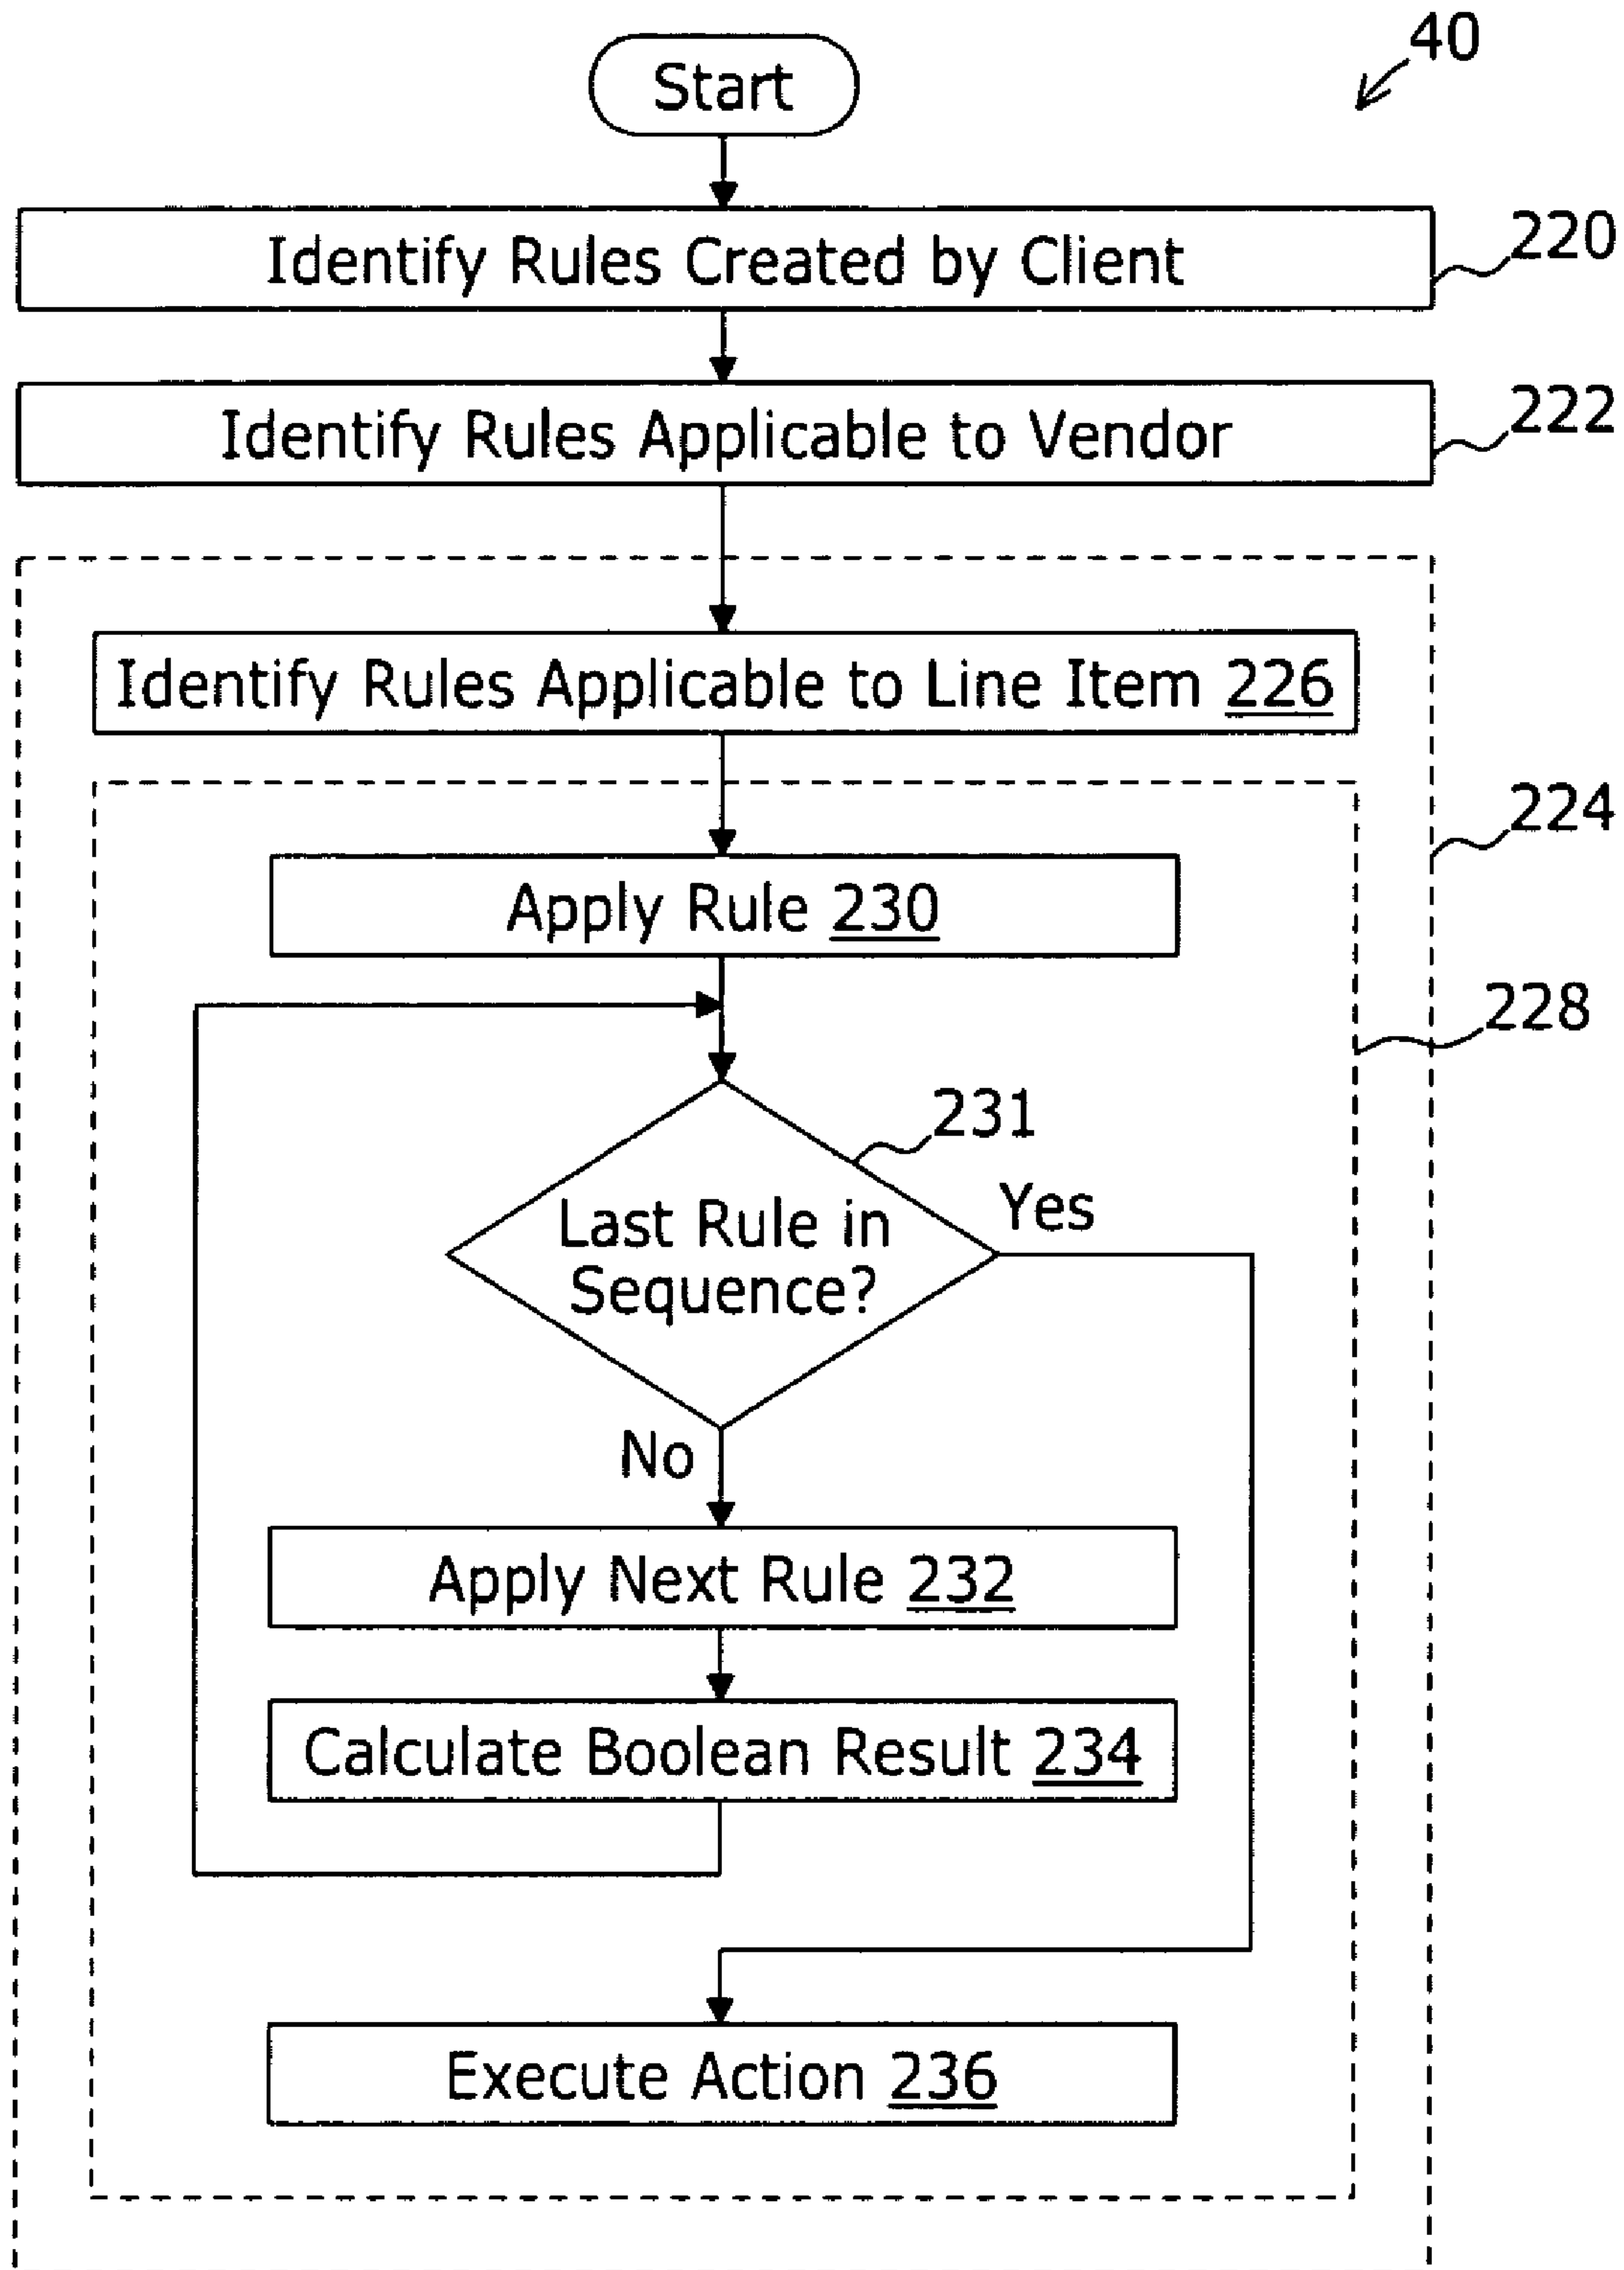 40
Start
Identify Rules Created by Client
220
Identify Rules Applicable to Vendor
222
Identify Rules Applicable to Line Item 226
224
Apply Rule 230
228
231
Last Rule in
Sequence?
Yes
No
Apply Next Rule 232
Calculate Boolean Result 234
Execute Action 236